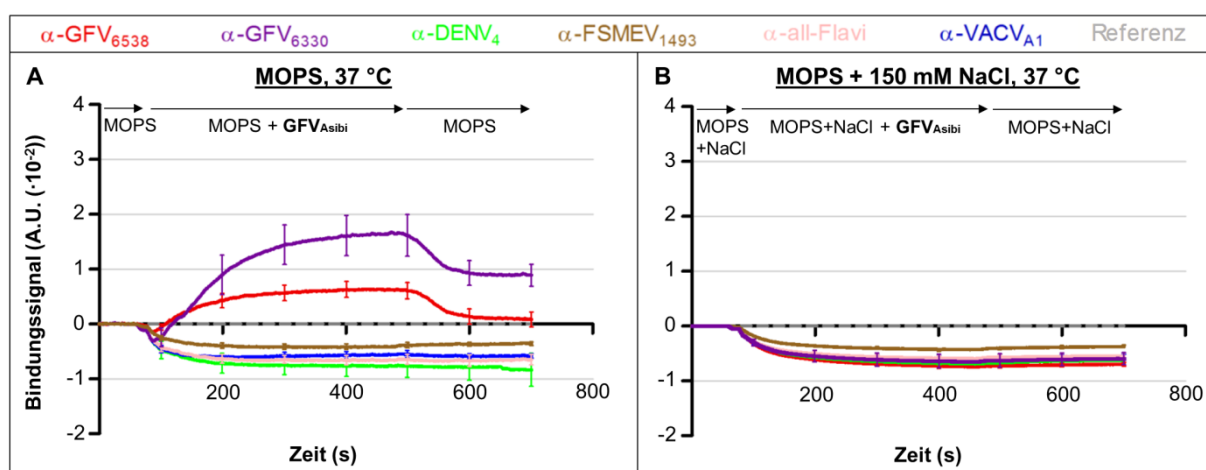 α-GFV6538 α-GFV6330 α-DENV4 α-FSMEV1493 α-all-Flavi α-VACVA1 Referenz
A MOPS, 37 °C
Bindungssignal (A.U. (·10-2))
4
3
2
1
0
-1
-2
MOPS MOPS + GFVAsibi MOPS
200 400 600 800
Zeit (s)
B MOPS + 150 mM NaCl, 37 °C
4
3
2
1
0
-1
-2
MOPS
+NaCl
MOPS+NaCl + GFVAsibi MOPS+NaCl
200 400 600 800
Zeit (s)